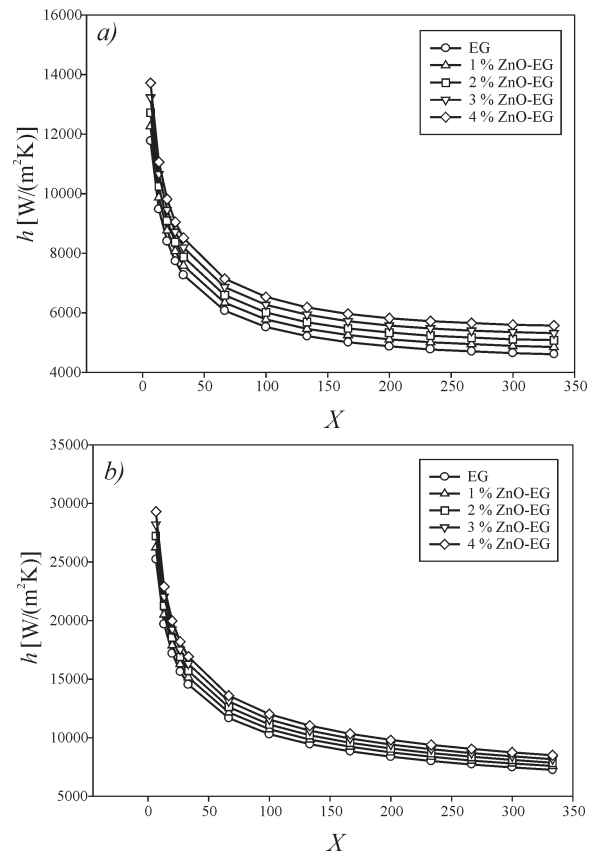 16000
14000
12000
10000
8000
6000
4000
h [W/(m²K)]
a)
EG
1 % ZnO-EG
2 % ZnO-EG
3 % ZnO-EG
4 % ZnO-EG
0 50 100 150 200 250 300 350
X
35000
30000
25000
20000
15000
10000
5000
h [W/(m²K)]
b)
EG
1 % ZnO-EG
2 % ZnO-EG
3 % ZnO-EG
4 % ZnO-EG
0 50 100 150 200 250 300 350
X